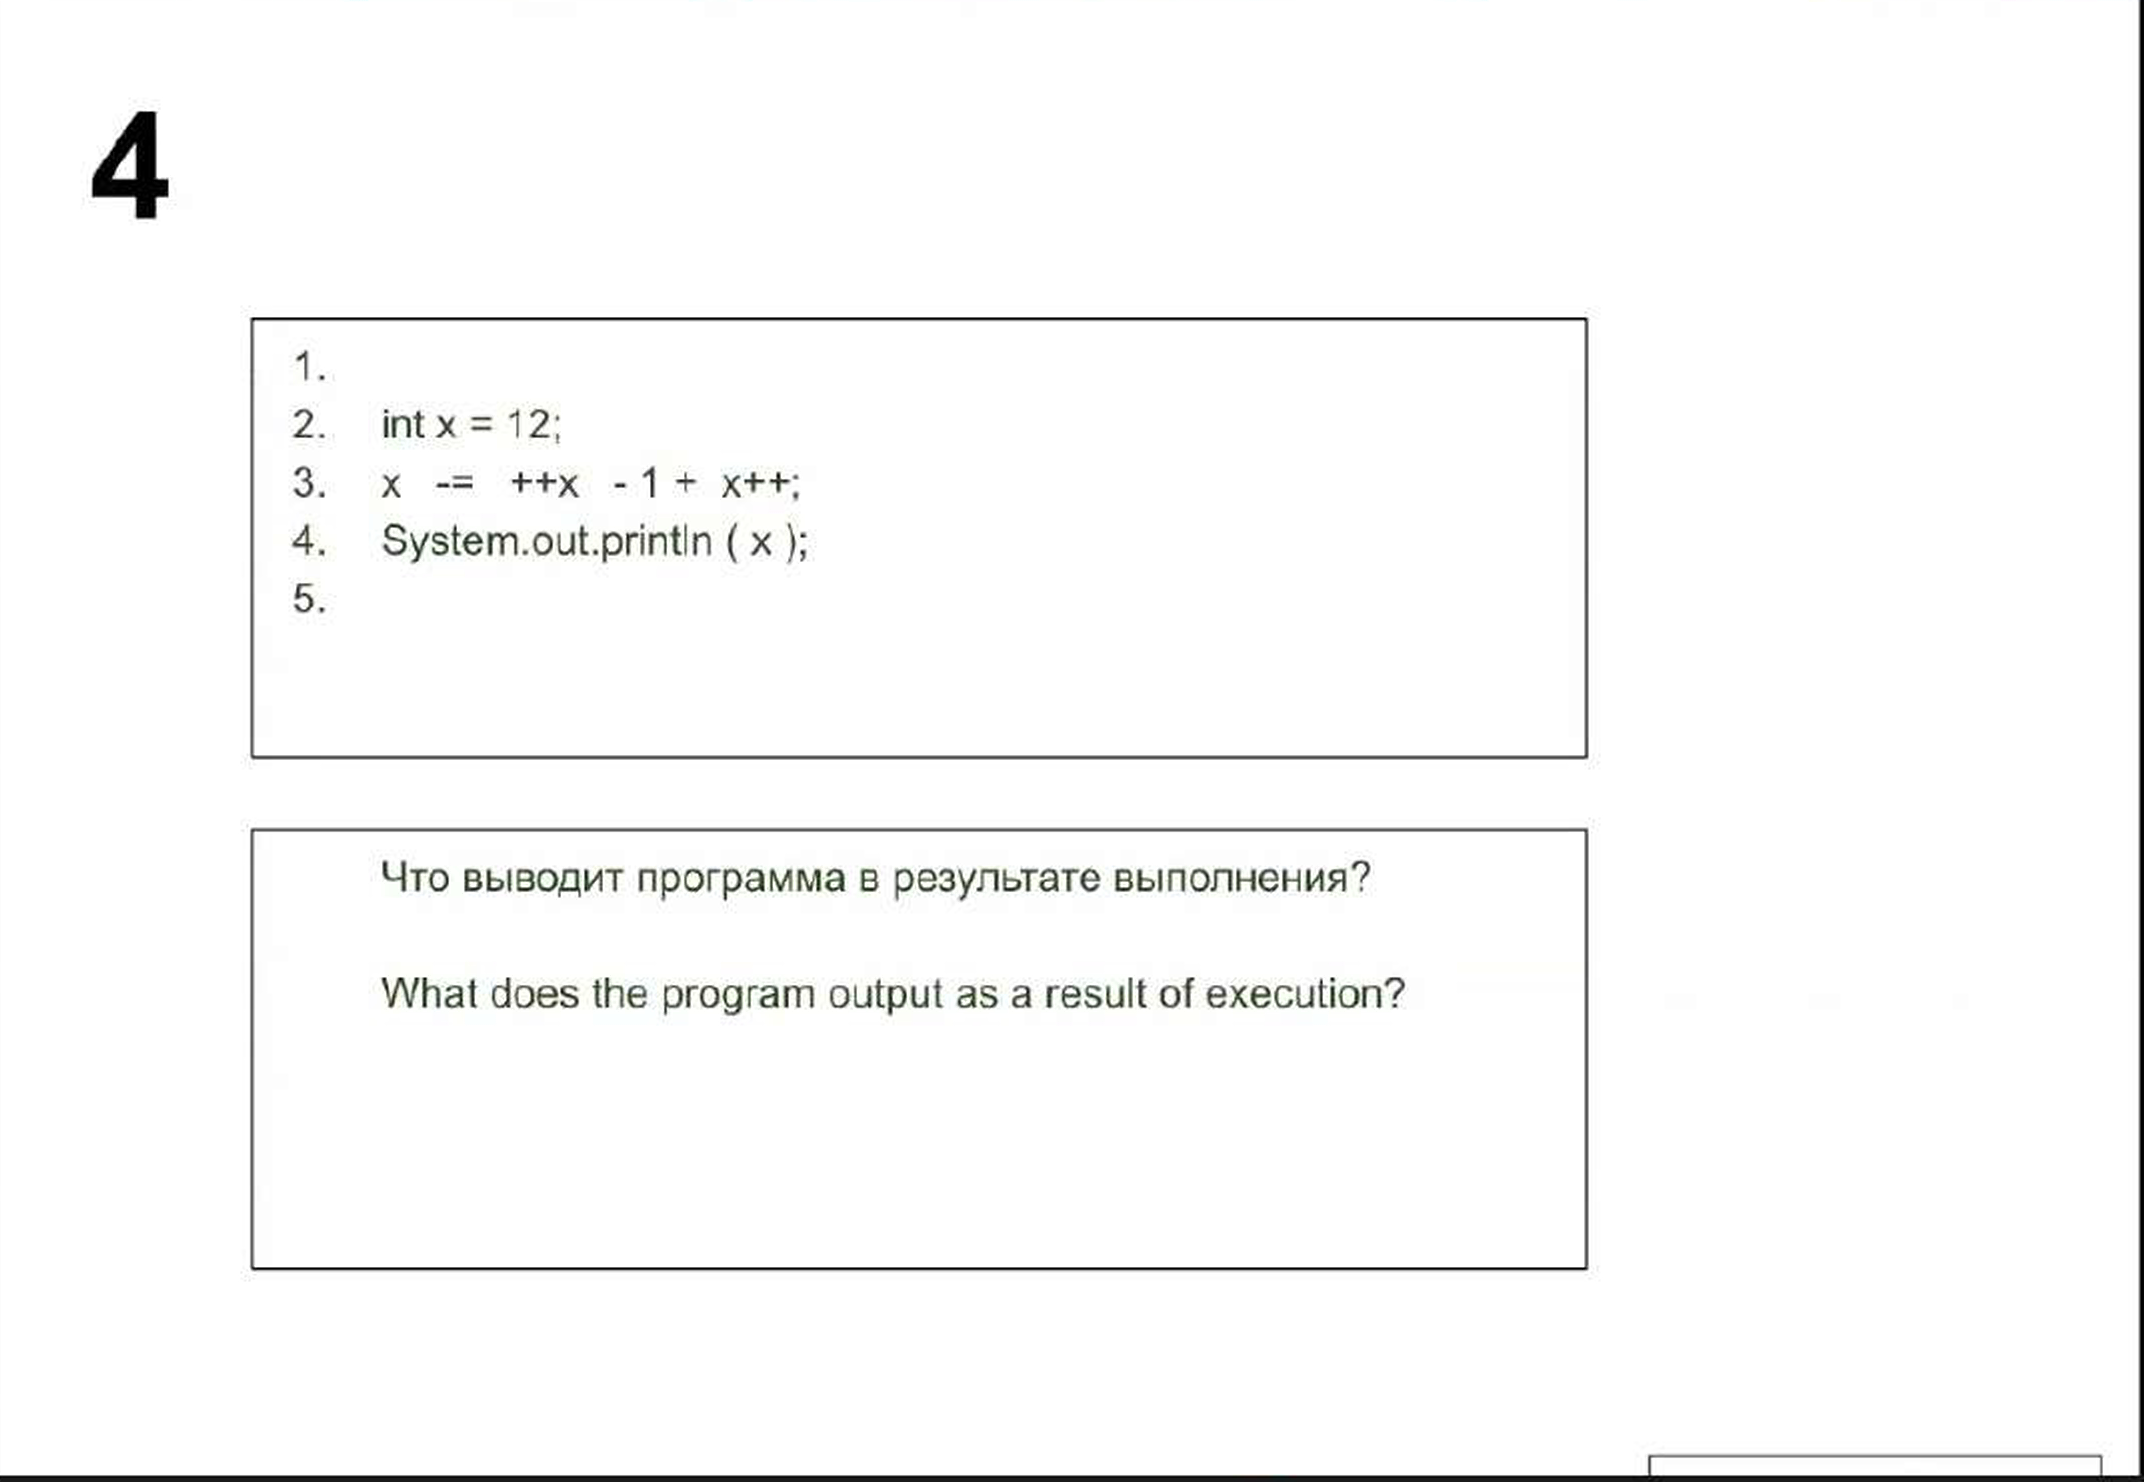 4
1.
2. int x = 12;
3. x -= ++x - 1 + x++;
4. System.out.println ( x );
5.
Что выводит программа в результате выполнения?
What does the program output as a result of execution?